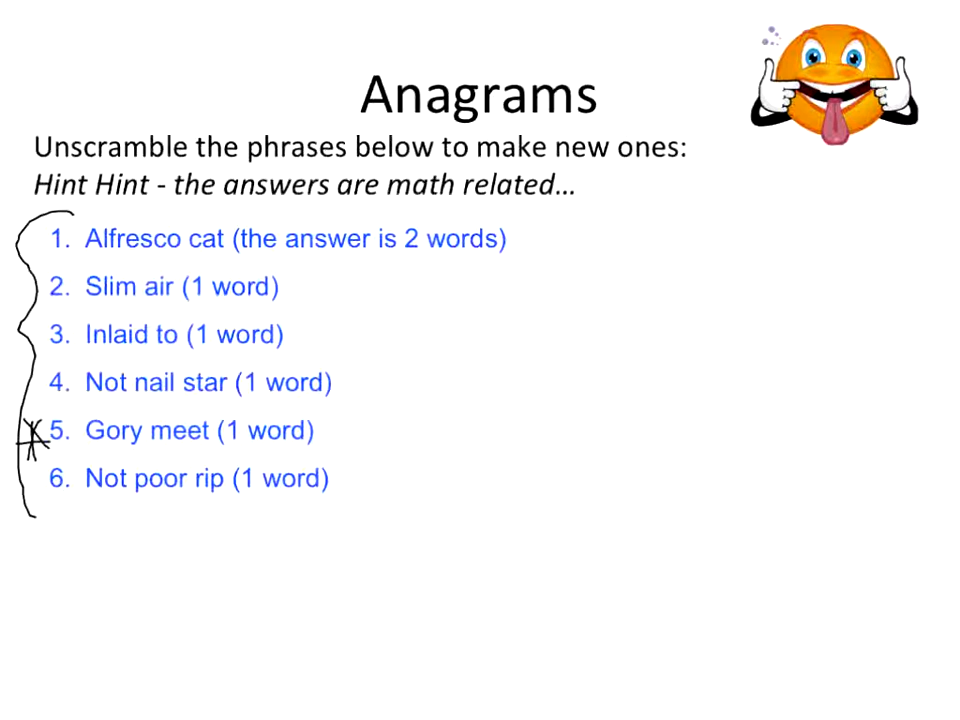 Anagrams
Unscramble the phrases below to make new ones:
Hint Hint - the answers are math related...
1. Alfresco cat (the answer is 2 words)
2. Slim air (1 word)
3. Inlaid to (1 word)
4. Not nail star (1 word)
5. Gory meet (1 word)
6. Not poor rip (1 word)